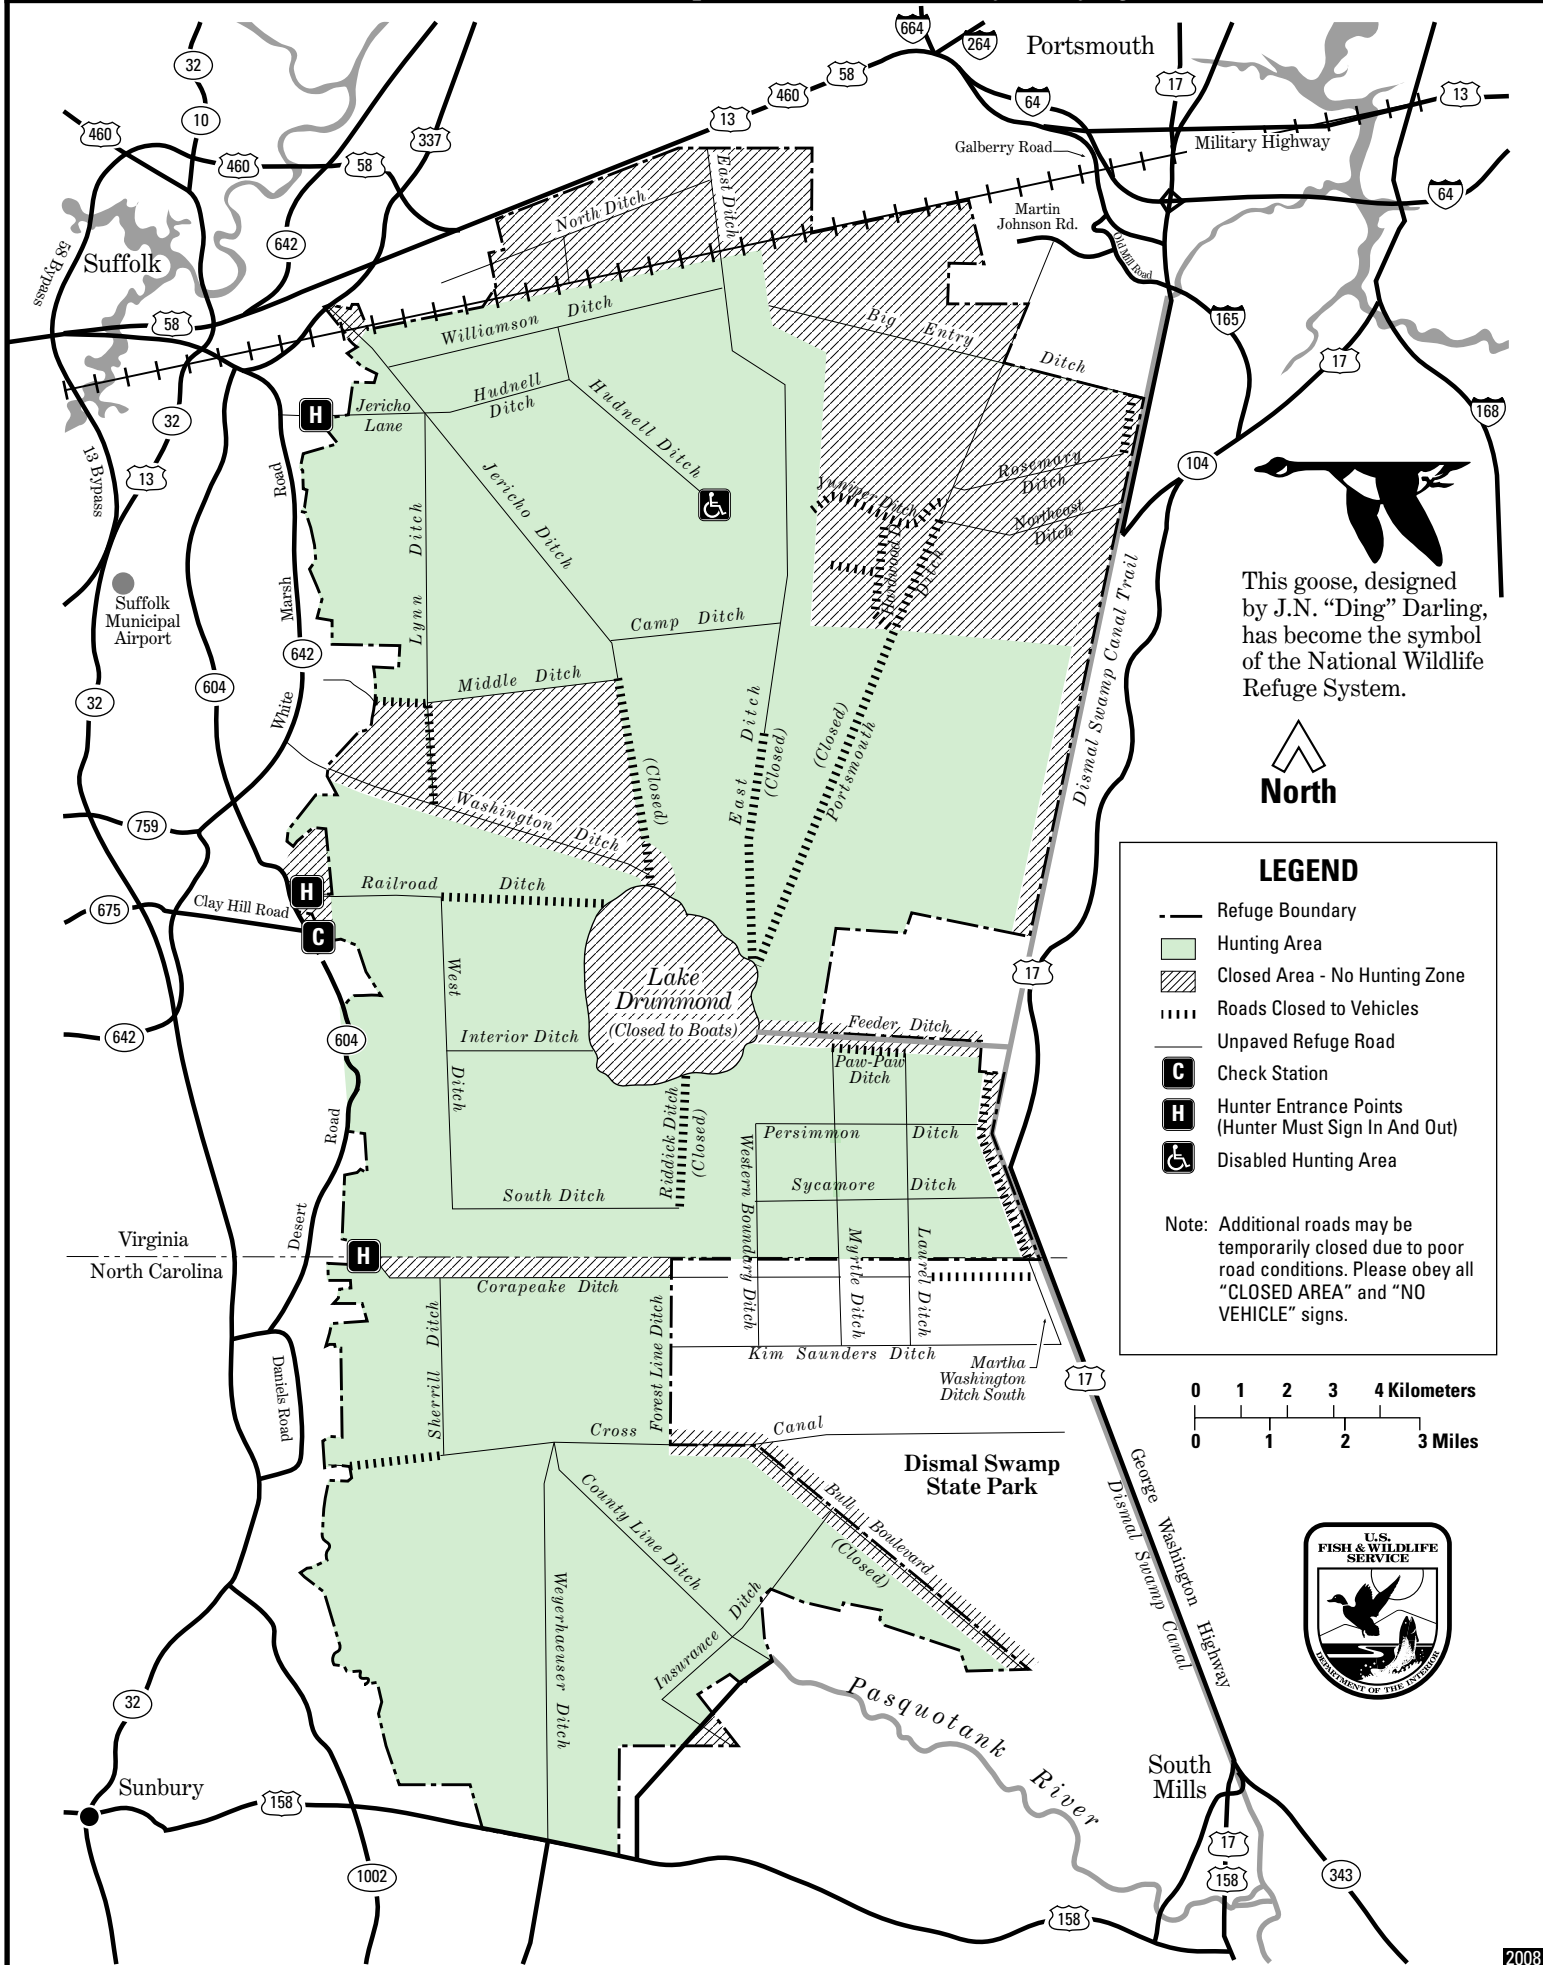 664
264
Portsmouth
32
58
17
460
64
13
13
10
460
337
Military Highway
Galberry Road
460
58
East Ditch
64
North Ditch
Martin
Johnson Rd.
642
Old Mill Road
58 Bypass
Suffolk
Williamson Ditch
Big Entry Ditch
58
165
17
Hudnell
Ditch
Jericho
Lane
H
Hudnell Ditch
168
32
13 Bypass
13
Road
Jericho Ditch
Rosemary
Ditch
104
Juniper Ditch
Northeast
Ditch
Lynn Ditch
Hardwood
Ditch
Dismal Swamp Canal Trail
This goose, designed
by J.N. “Ding” Darling,
has become the symbol
of the National Wildlife
Refuge System.
Suffolk
Municipal
Airport
Marsh
Camp Ditch
642
604
Middle Ditch
32
White
East Ditch
(Closed)
(Closed)
Portsmouth
(Closed)
North
Washington Ditch
759
LEGEND
Refuge Boundary
Hunting Area
Closed Area - No Hunting Zone
Roads Closed to Vehicles
Unpaved Refuge Road
C
Check Station
H
Hunter Entrance Points
(Hunter Must Sign In And Out)
Disabled Hunting Area
Note: Additional roads may be
temporarily closed due to poor
road conditions. Please obey all
“CLOSED AREA” and “NO
VEHICLE” signs.
H
Railroad Ditch
675
Clay Hill Road
C
West Ditch
Lake
Drummond
(Closed to Boats)
17
Feeder Ditch
642
604
Interior Ditch
Paw-Paw
Ditch
Riddick Ditch
(Closed)
Persimmon Ditch
Western Boundary Ditch
Sycamore Ditch
South Ditch
Road
Desert
Myrtle Ditch
Laurel Ditch
Virginia
North Carolina
H
Corapeake Ditch
Sherrill Ditch
Forest Line Ditch
Kim Saunders Ditch
Martha
Washington
Ditch South
17
Daniels Road
0 1 2 3 4 Kilometers
0 1 2 3 Miles
Cross Canal
Dismal Swamp
State Park
George Washington Highway
Dismal Swamp Canal
County Line Ditch
Bull Boulevard
(Closed)
Weyerhaeuser Ditch
Insurance Ditch
U.S.
FISH & WILDLIFE
SERVICE
DEPARTMENT OF THE INTERIOR
Pasquotank River
32
Sunbury
158
South
Mills
17
158
1002
343
158
2008